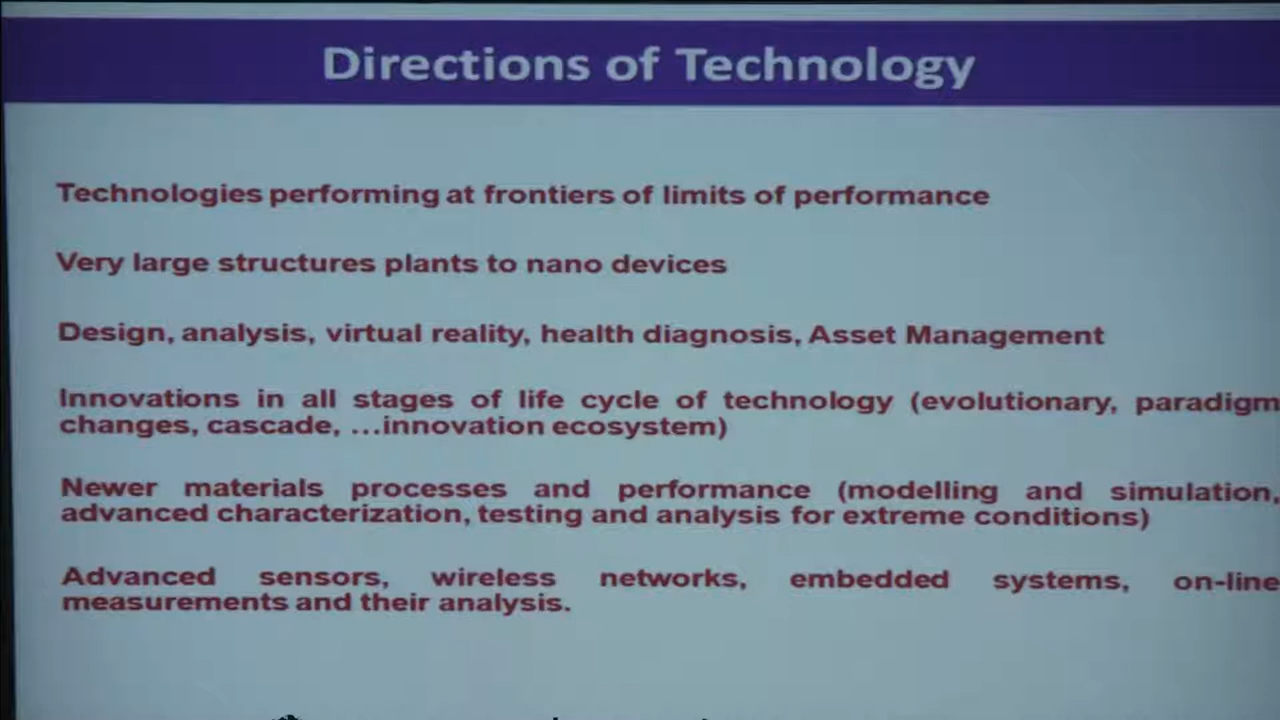 Directions of Technology
Technologies performing at frontiers of limits of performance
Very large structures plants to nano devices
Design, analysis, virtual reality, health diagnosis, Asset Management
Innovations in all stages of life cycle of technology (evolutionary, paradigm
changes, cascade, ...innovation ecosystem)
Newer materials processes and performance (modelling and simulation,
advanced characterization, testing and analysis for extreme conditions)
Advanced sensors, wireless networks, embedded systems, on-line
measurements and their analysis.